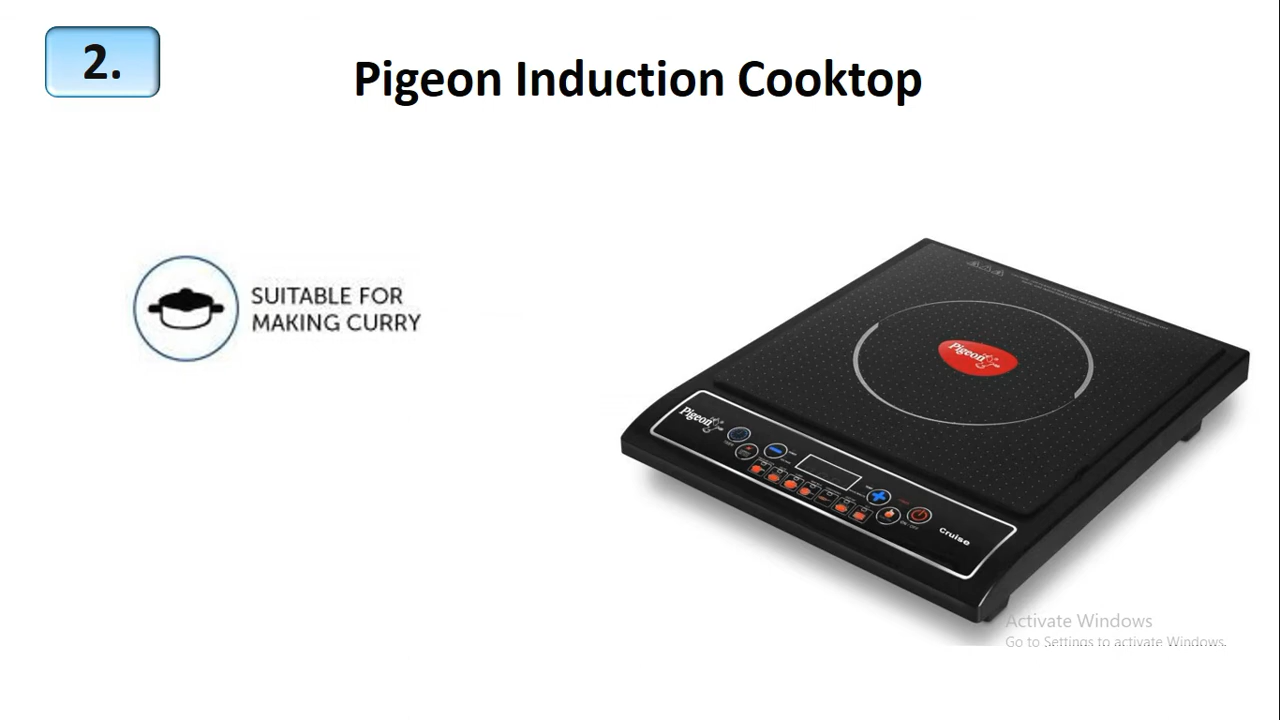 2.
Pigeon Induction Cooktop
SUITABLE FOR
MAKING CURRY
Pigeon
Pigeon
Cruise
Activate Windows
Go to Settings to activate Windows.